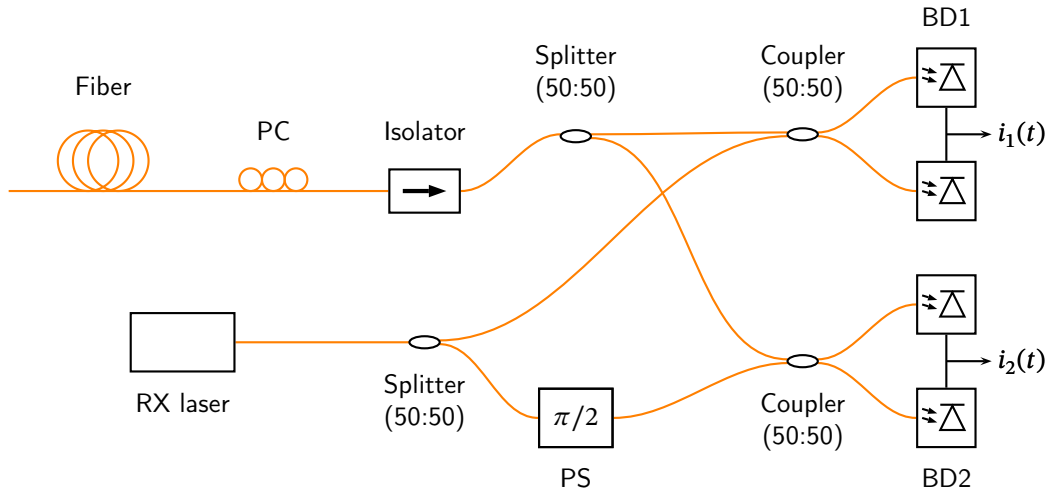 BD1
Splitter
(50:50)
Coupler
(50:50)
Fiber
PC
Isolator
i₁(t)
RX laser
Splitter
(50:50)
π/2
PS
Coupler
(50:50)
i₂(t)
BD2